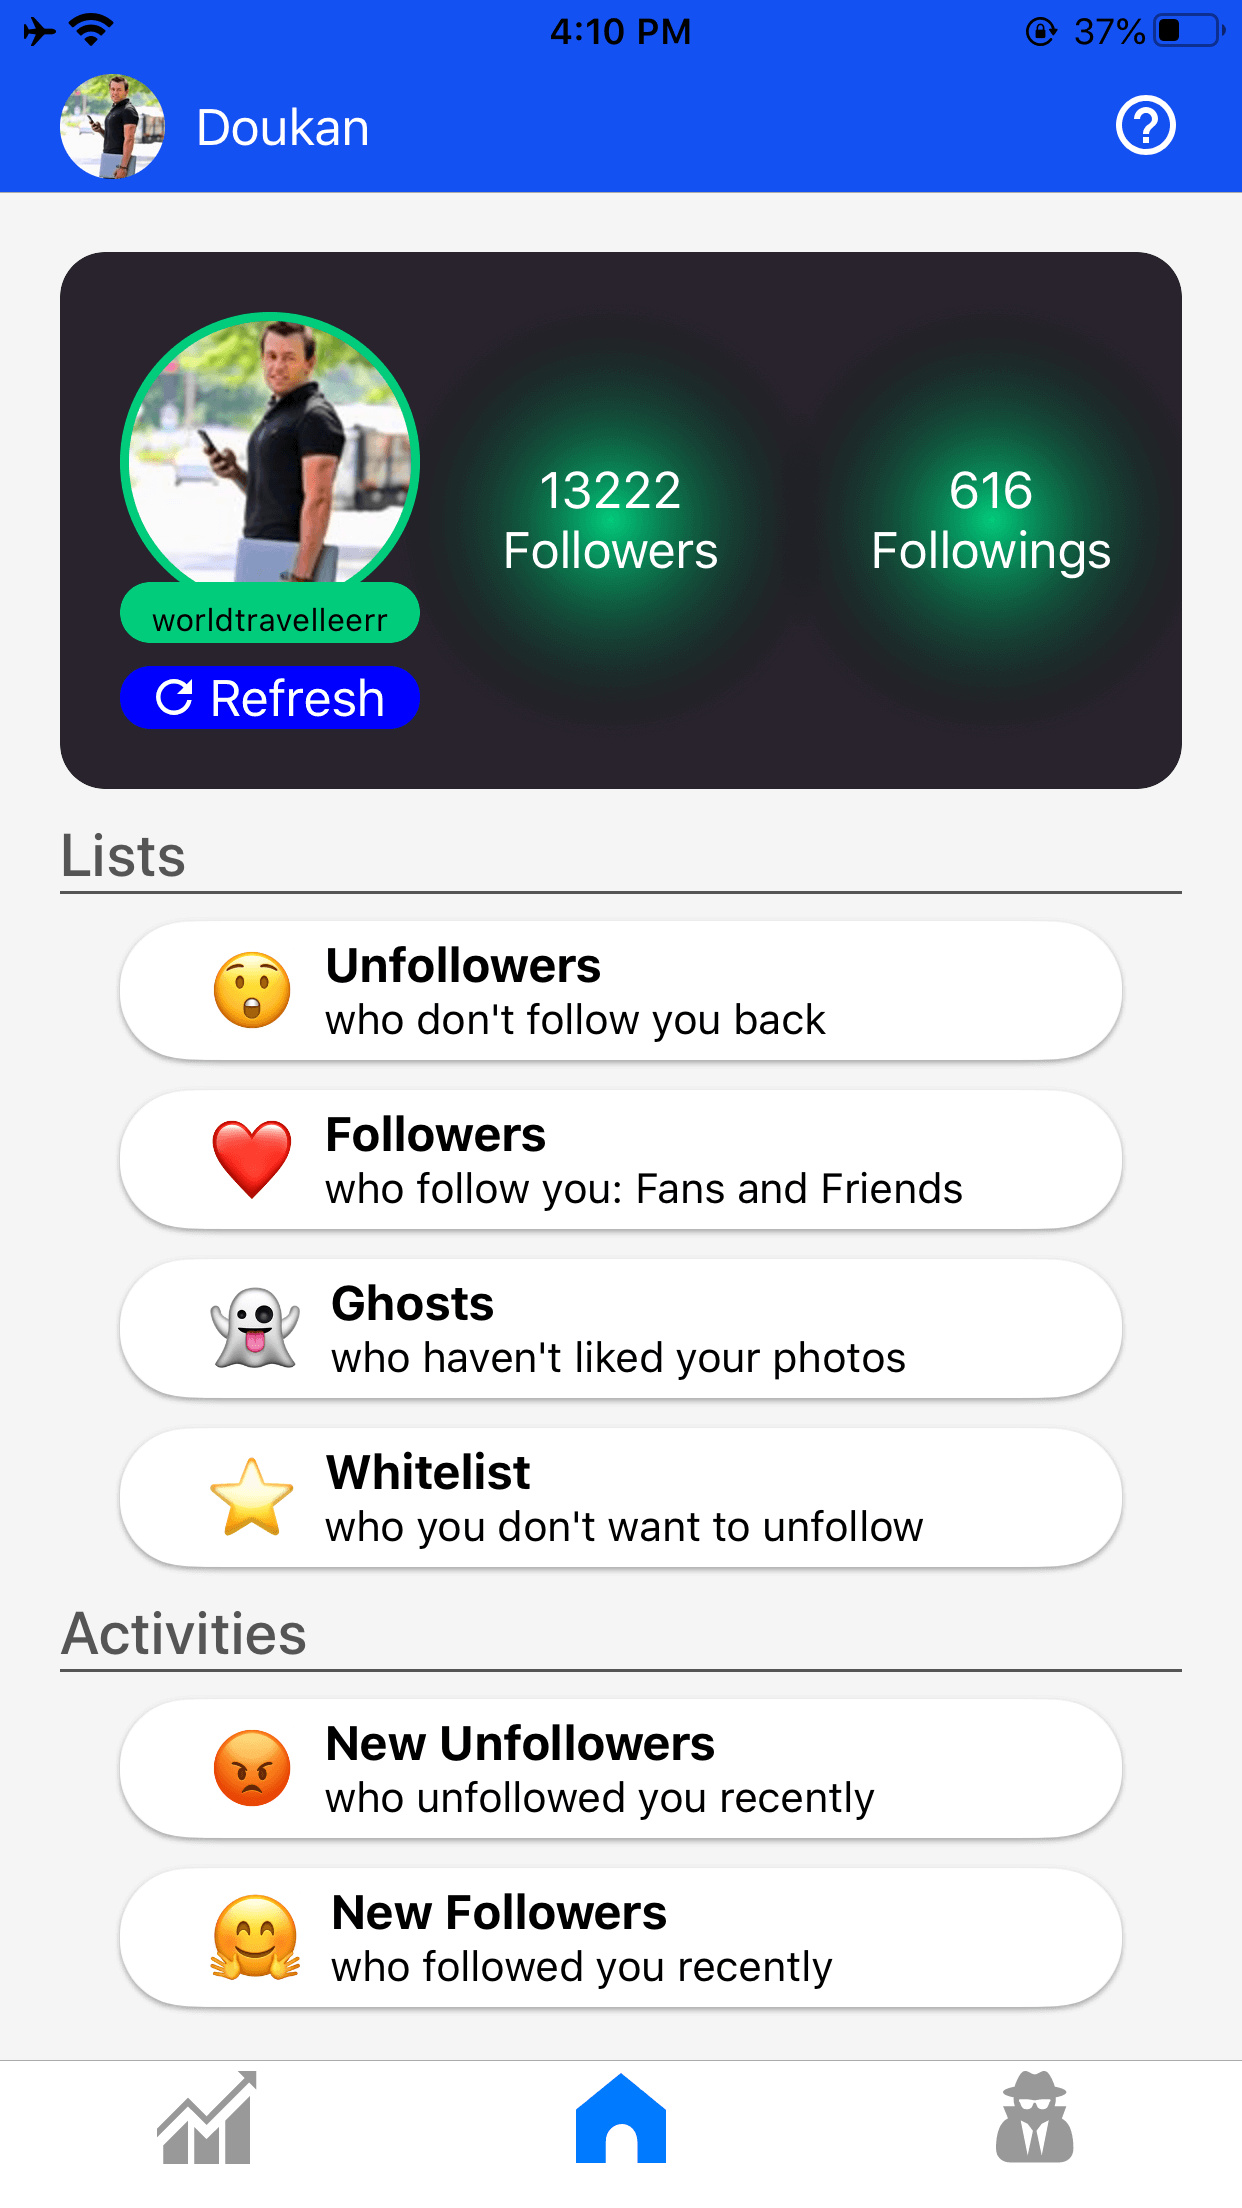 4:10 PM
37%
Doukan
13222
Followers
616
Followings
worldtravelleerr
Refresh
Lists
Unfollowers
who don't follow you back
Followers
who follow you: Fans and Friends
Ghosts
who haven't liked your photos
Whitelist
who you don't want to unfollow
Activities
New Unfollowers
who unfollowed you recently
New Followers
who followed you recently